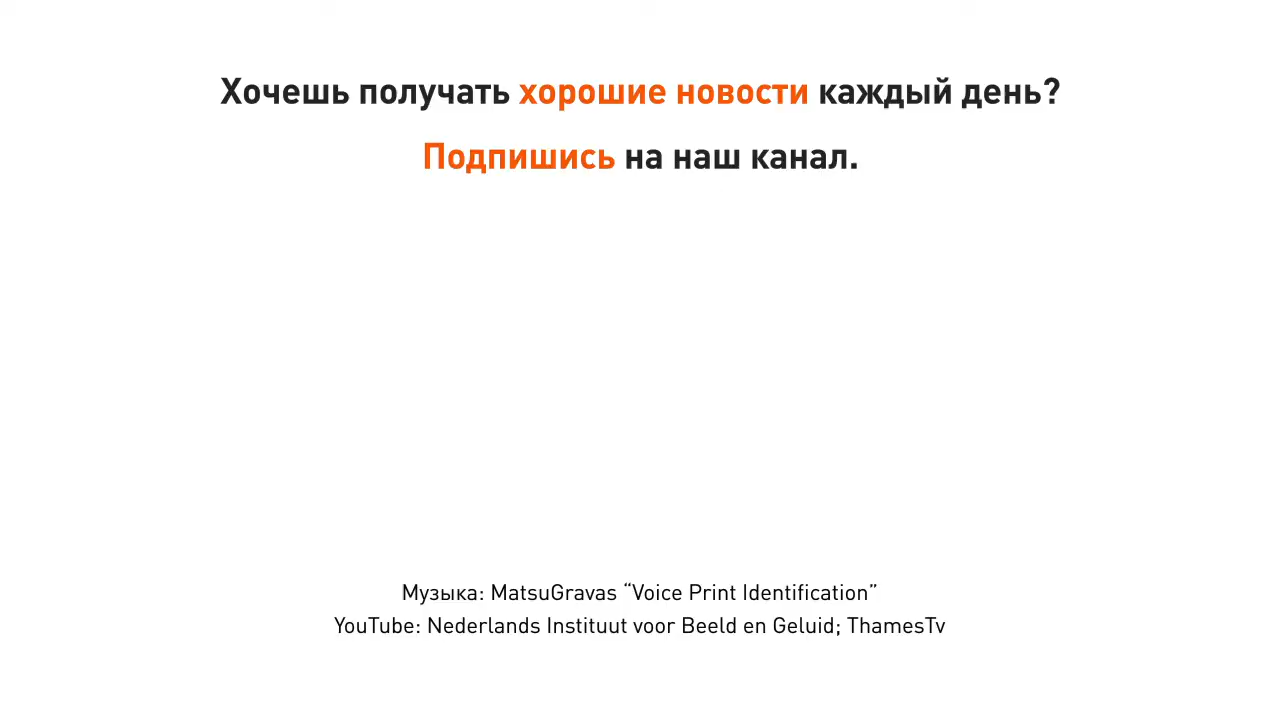 Хочешь получать хорошие новости каждый день?
Подпишись на наш канал.
Музыка: MatsuGravas “Voice Print Identification”
YouTube: Nederlands Instituut voor Beeld en Geluid; ThamesTv